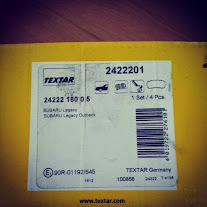 TEXTAR
2422201
24222 180 0 5
1 Set / 4 Pcs.
SUBARU Legacy
SUBARU Legacy Outback
E
90R-01192/645
TEXTAR Germany
100866
www.textar.com